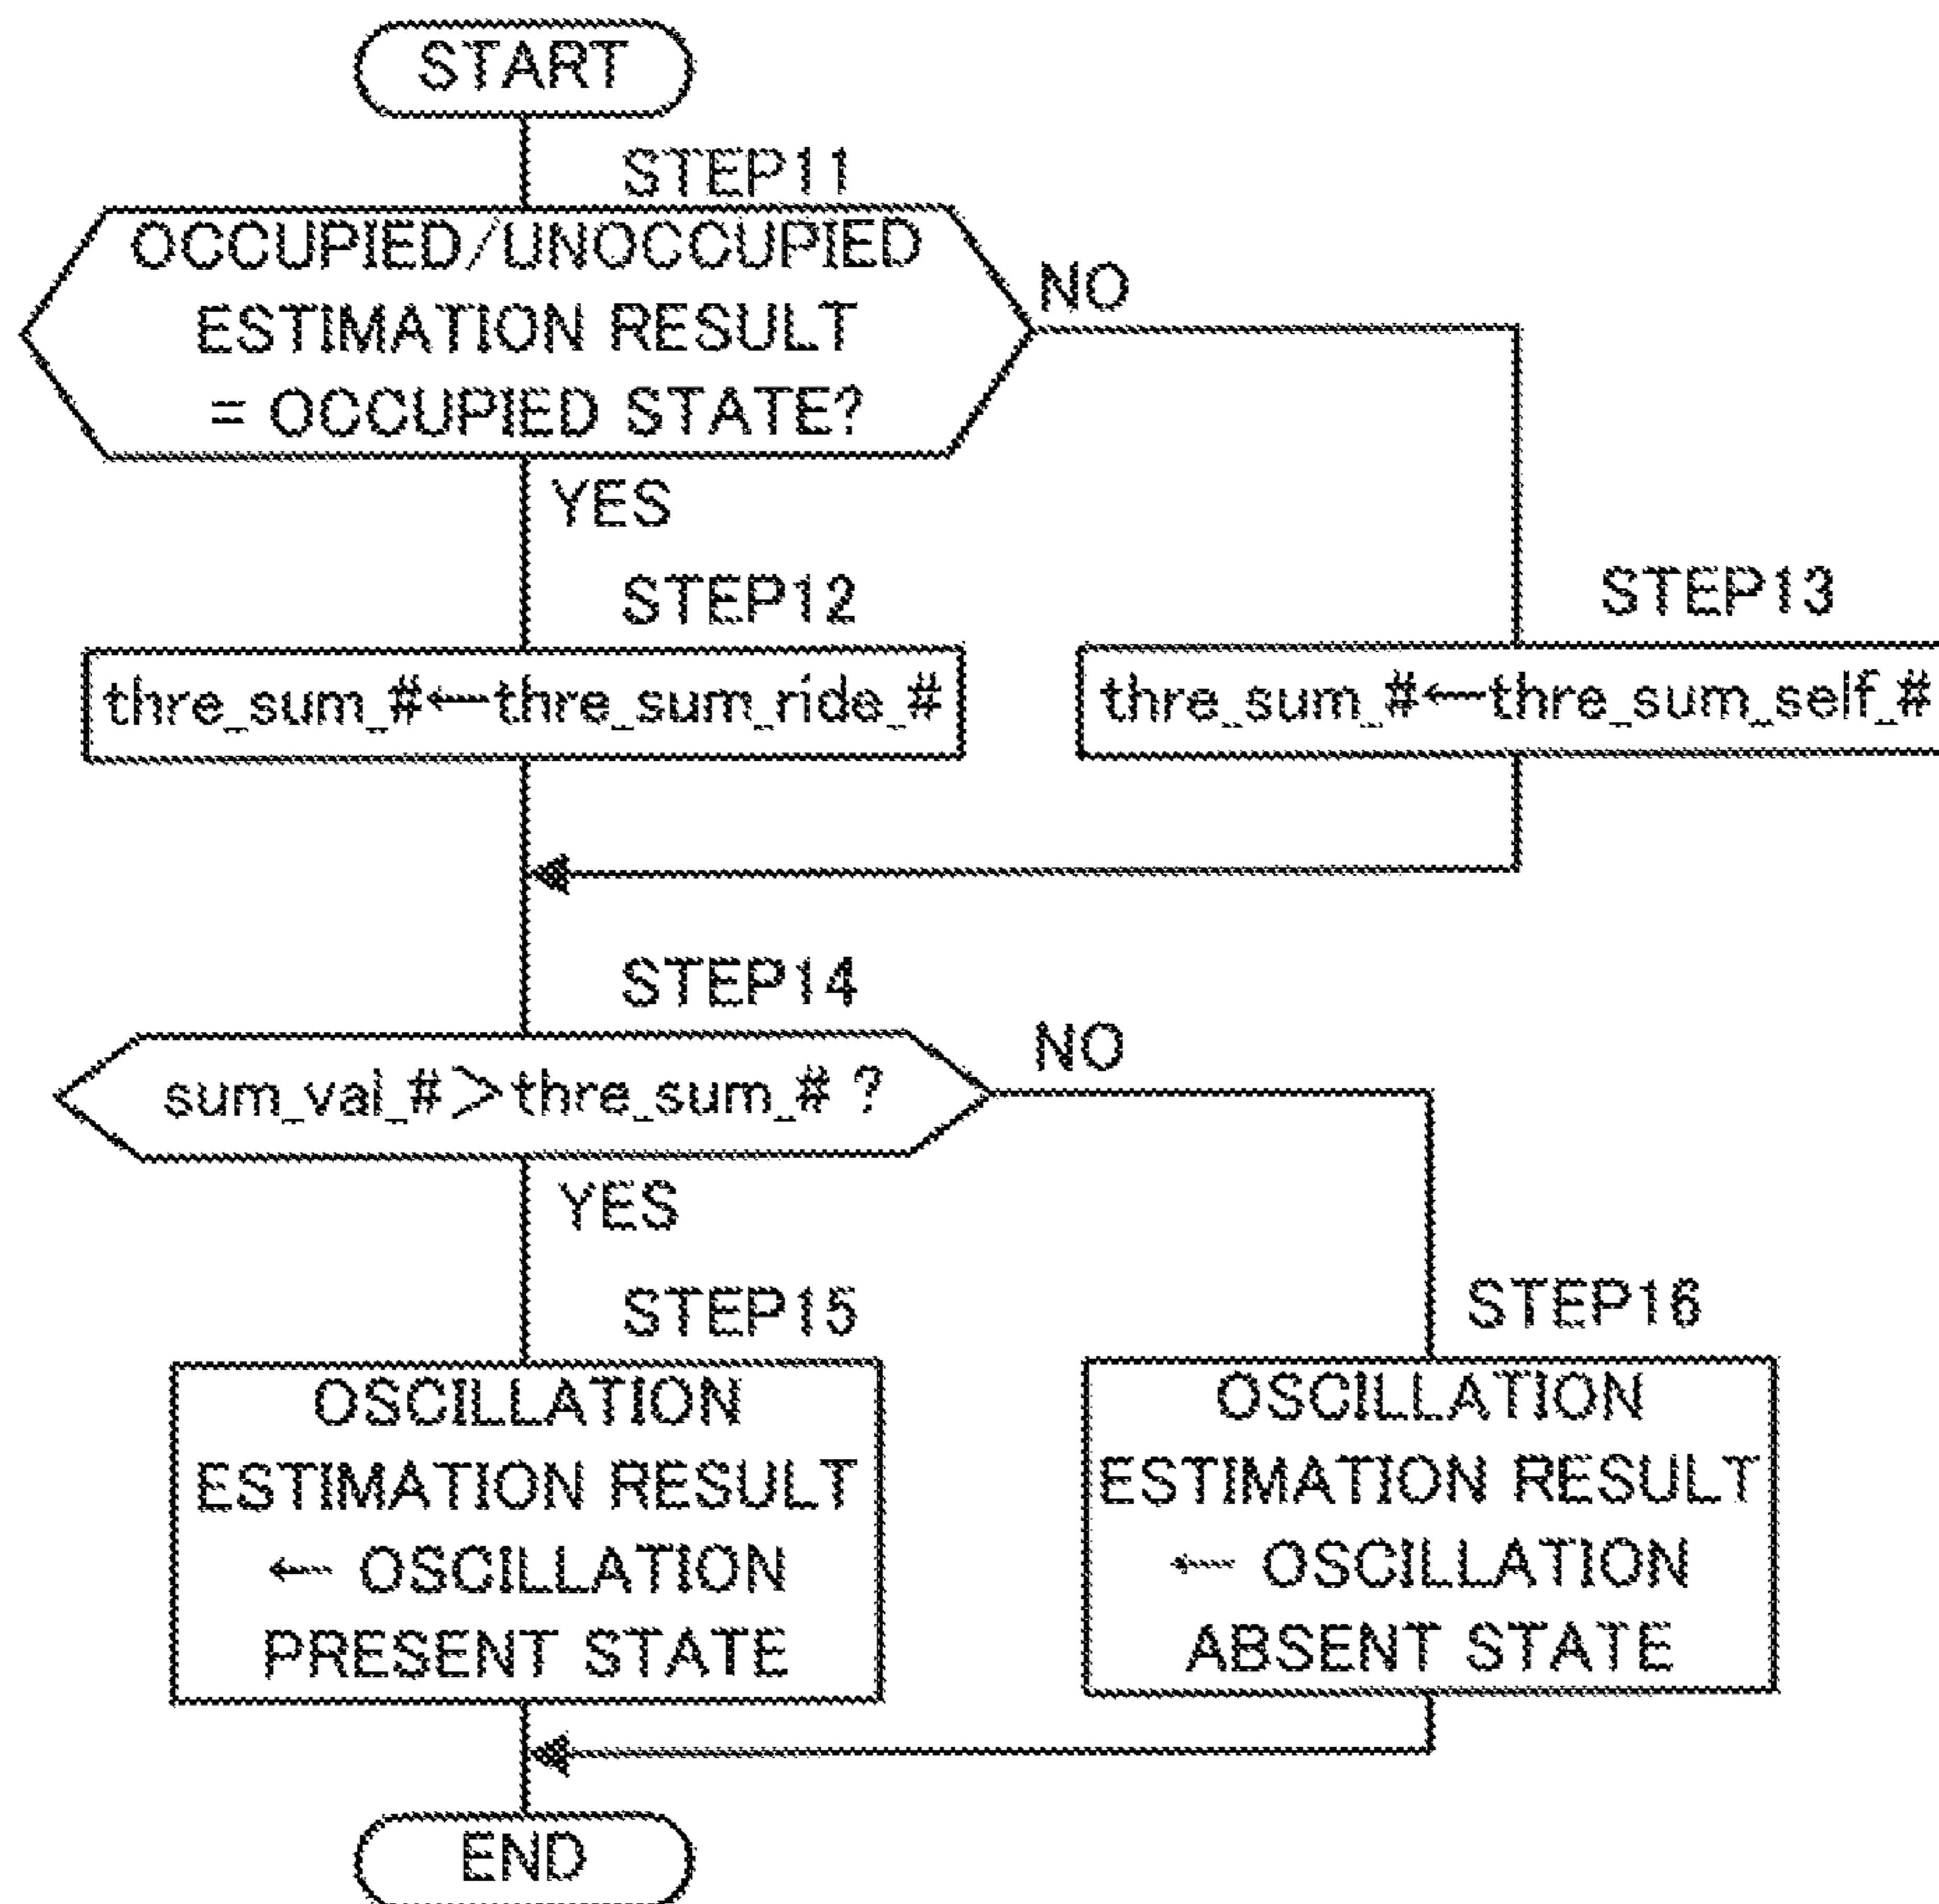 START
STEP11
OCCUPIED/UNOCCUPIED
ESTIMATION RESULT
= OCCUPIED STATE?
NO
YES
STEP12
thre_sum_#←thre_sum_ride_#
STEP13
thre_sum_#←thre_sum_self_#
STEP14
sum_val_#>thre_sum_# ?
NO
YES
STEP15
OSCILLATION
ESTIMATION RESULT
← OSCILLATION
PRESENT STATE
STEP16
OSCILLATION
ESTIMATION RESULT
← OSCILLATION
ABSENT STATE
END